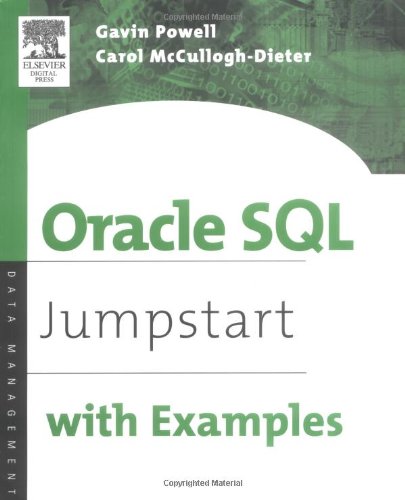 Copyrighted Material
Gavin Powell
Carol McCullogh-Dieter
ELSEVIER
DIGITAL
PRESS
Oracle SQL
Jumpstart
with Examples
DATA MANAGEMENT
Copyrighted Material